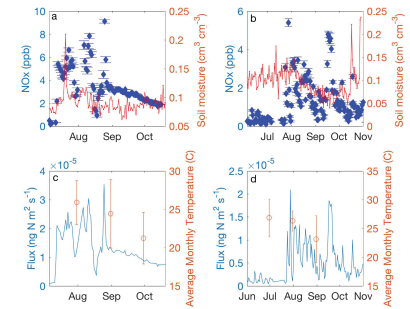 a
NOx (ppb)
10
8
6
4
2
0
Aug
Sep
Oct
0.25
0.2
0.15
0.1
0.05
Soil moisture (cm³ cm⁻³)
b
NOx (ppb)
6
4
2
0
Jul
Aug
Sep
Oct
Nov
0.25
0.2
0.15
0.1
0.05
0
Soil moisture (cm³ cm⁻³)
c
×10⁻⁵
Flux (ng N m² s⁻¹)
4
3
2
1
0
Aug
Sep
Oct
30
25
20
15
Average Monthly Temperature (C)
d
×10⁻⁵
Flux (ng N m² s⁻¹)
2.5
2
1.5
1
0.5
0
Jun
Jul
Aug
Sep
Oct
Nov
40
35
30
25
20
15
Average Monthly Temperature (C)